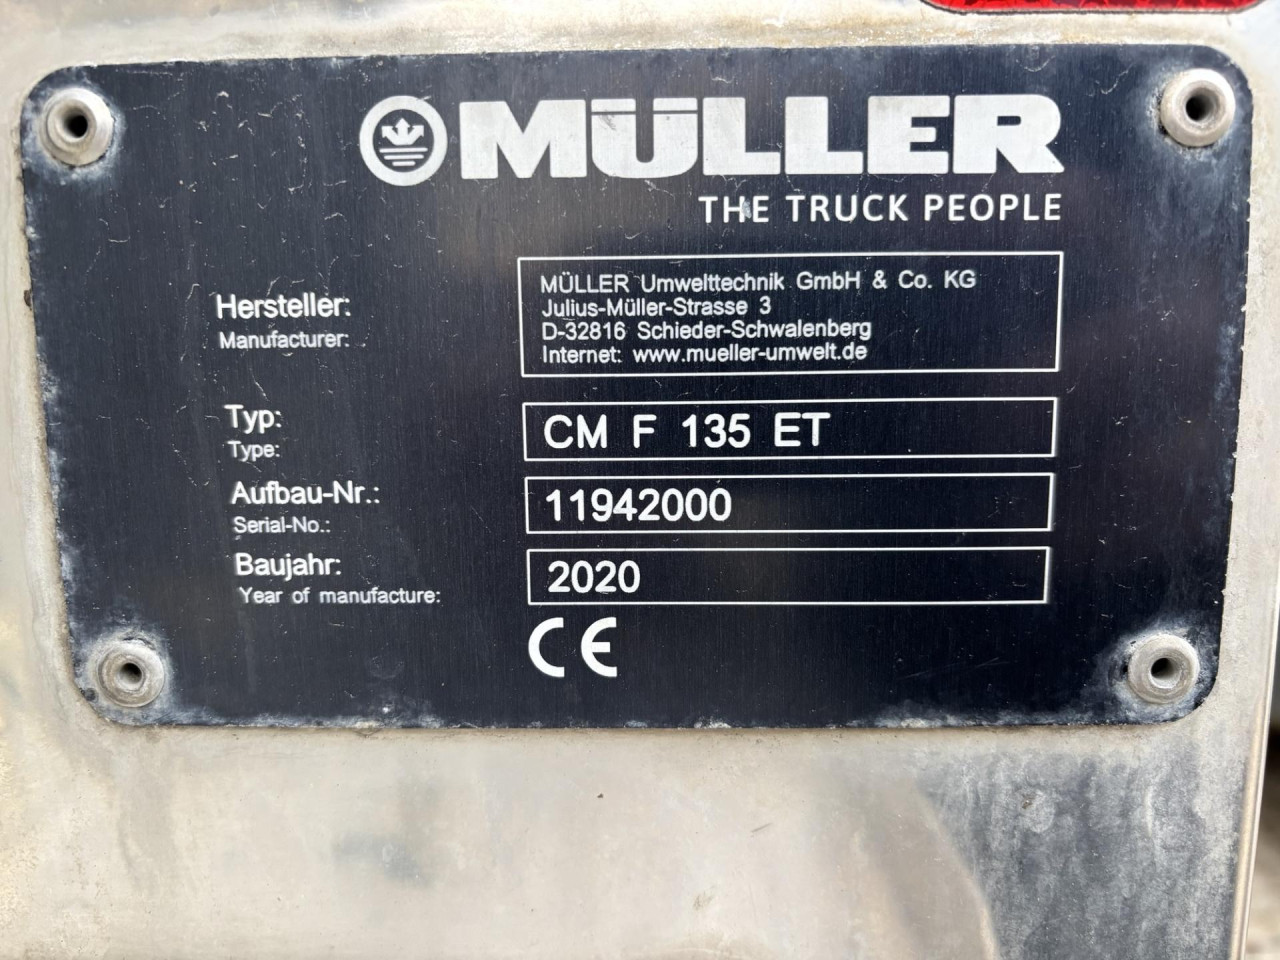 MÜLLER
THE TRUCK PEOPLE
Hersteller:
Manufacturer:
MÜLLER Umwelttechnik GmbH & Co. KG
Julius-Müller-Strasse 3
D-32816 Schieder-Schwalenberg
Internet: www.mueller-umwelt.de
Typ:
Type:
CM F 135 ET
Aufbau-Nr.:
Serial-No.:
11942000
Baujahr:
Year of manufacture:
2020
CE